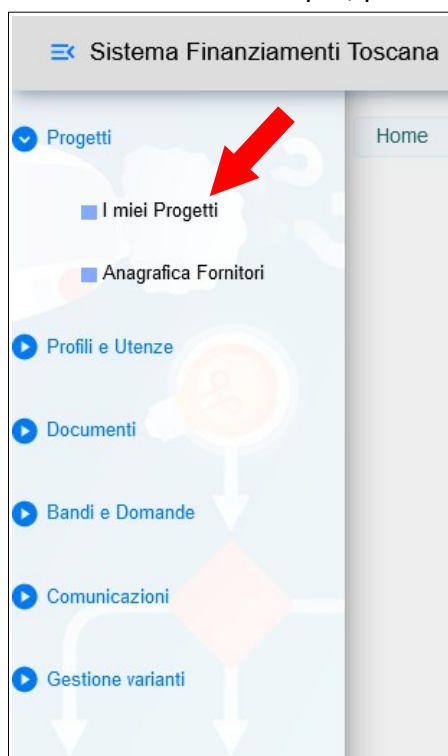 Sistema Finanziamenti Toscana
Progetti
Home
I miei Progetti
Anagrafica Fornitori
Profili e Utenze
Documenti
Bandi e Domande
Comunicazioni
Gestione varianti